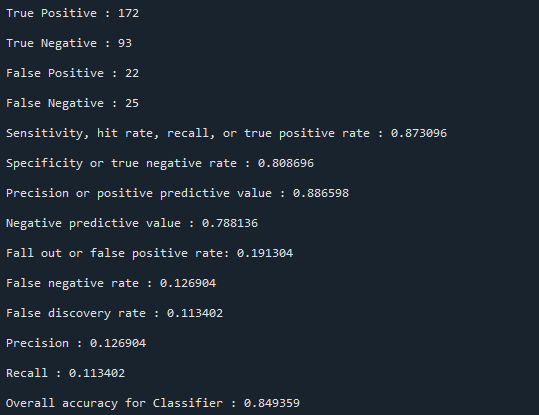 True Positive : 172
True Negative : 93
False Positive : 22
False Negative : 25
Sensitivity, hit rate, recall, or true positive rate : 0.873096
Specificity or true negative rate : 0.808696
Precision or positive predictive value : 0.886598
Negative predictive value : 0.788136
Fall out or false positive rate: 0.191304
False negative rate : 0.126904
False discovery rate : 0.113402
Precision : 0.126904
Recall : 0.113402
Overall accuracy for Classifier : 0.849359